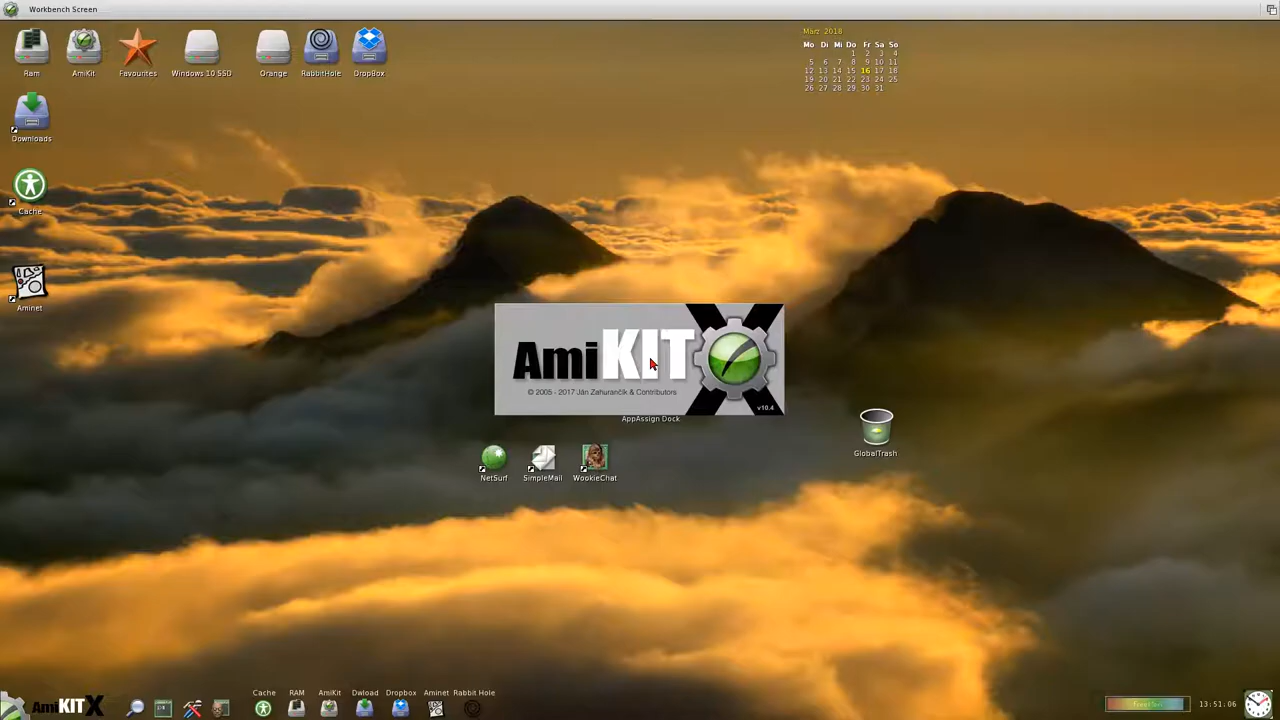 Workbench Screen
Ram
AmiKit
Favourites
Windows 10 SSD
Orange
RabbitHole
DropBox
März 2018
Mo Di Mi Do Fr Sa So
1 2 3 4
5 6 7 8 9 10 11
12 13 14 15 16 17 18
19 20 21 22 23 24 25
26 27 28 29 30 31
Downloads
Cache
Aminet
AmiKIT
© 2005 - 2017 Ján Zahurančík & Contributors
v10.4
AppAssign Dock
GlobalTrash
NetSurf
SimpleMail
WookieChat
AmiKIT X
Cache
RAM
AmiKit
Dwload
Dropbox
Aminet
Rabbit Hole
13:51:06